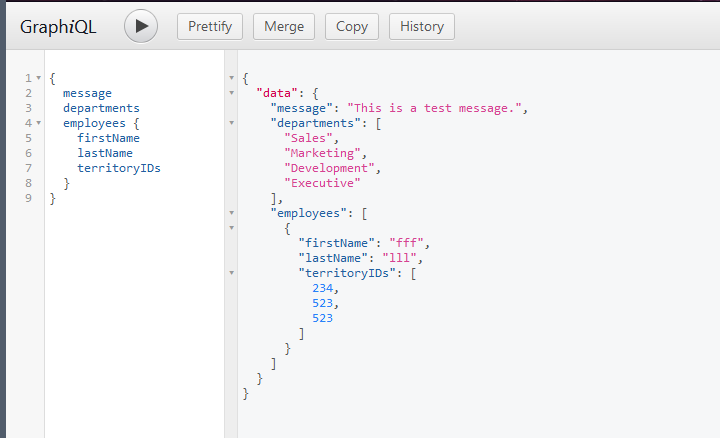 GraphiQL Prettify Merge Copy History
1 {
2 message
3 departments
4 employees {
5 firstName
6 lastName
7 territoryIDs
8 }
9 }
{
"data": {
"message": "This is a test message.",
"departments": [
"Sales",
"Marketing",
"Development",
"Executive"
],
"employees": [
{
"firstName": "fff",
"lastName": "lll",
"territoryIDs": [
234,
523,
523
]
}
]
}
}